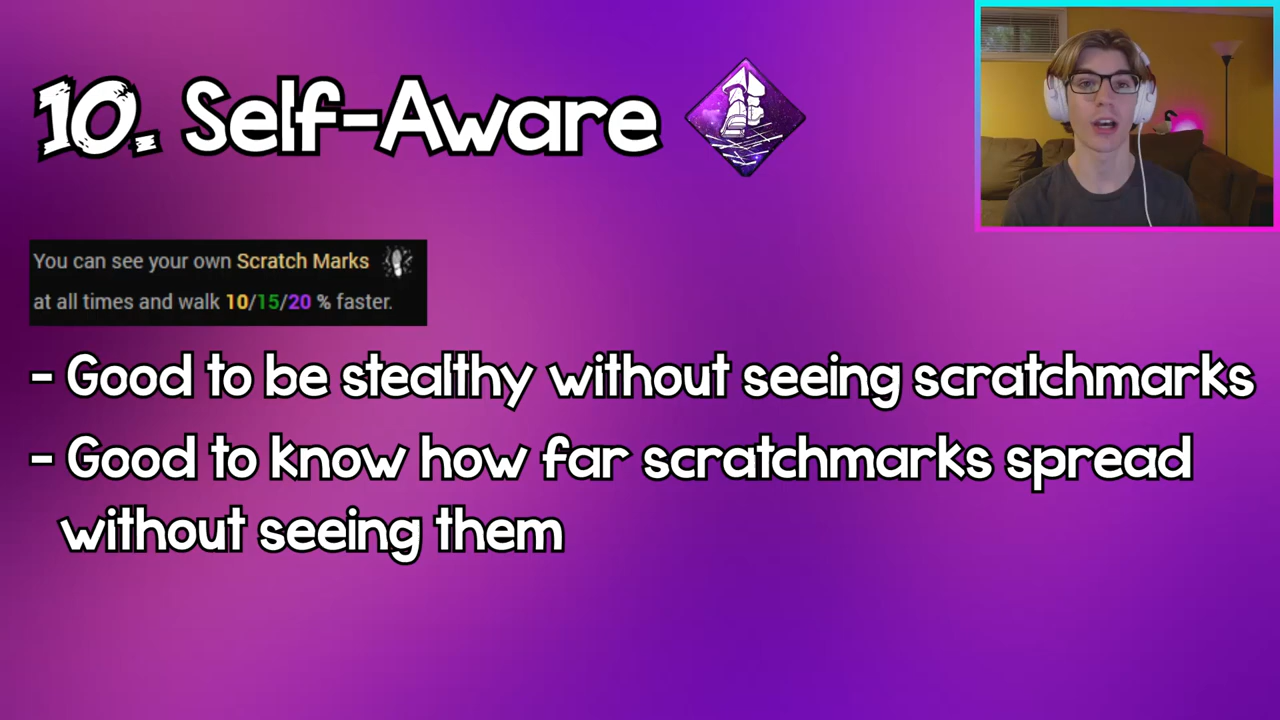 10. Self-Aware
You can see your own Scratch Marks
at all times and walk 10/15/20 % faster.
- Good to be stealthy without seeing scratchmarks
- Good to know how far scratchmarks spread
without seeing them